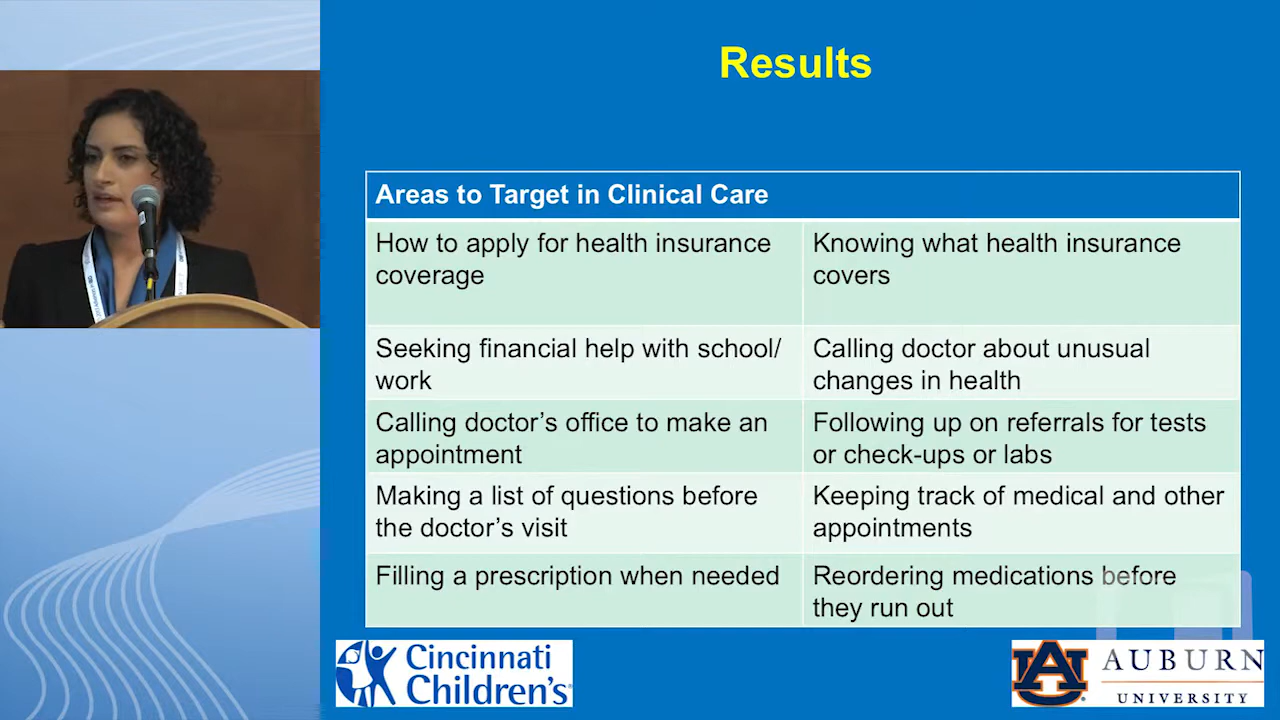 Results
Areas to Target in Clinical Care
How to apply for health insurance
coverage
Knowing what health insurance
covers
Seeking financial help with school/
work
Calling doctor about unusual
changes in health
Calling doctor’s office to make an
appointment
Following up on referrals for tests
or check-ups or labs
Making a list of questions before
the doctor’s visit
Keeping track of medical and other
appointments
Filling a prescription when needed
Reordering medications before
they run out
Cincinnati
Children's
AUBURN
UNIVERSITY